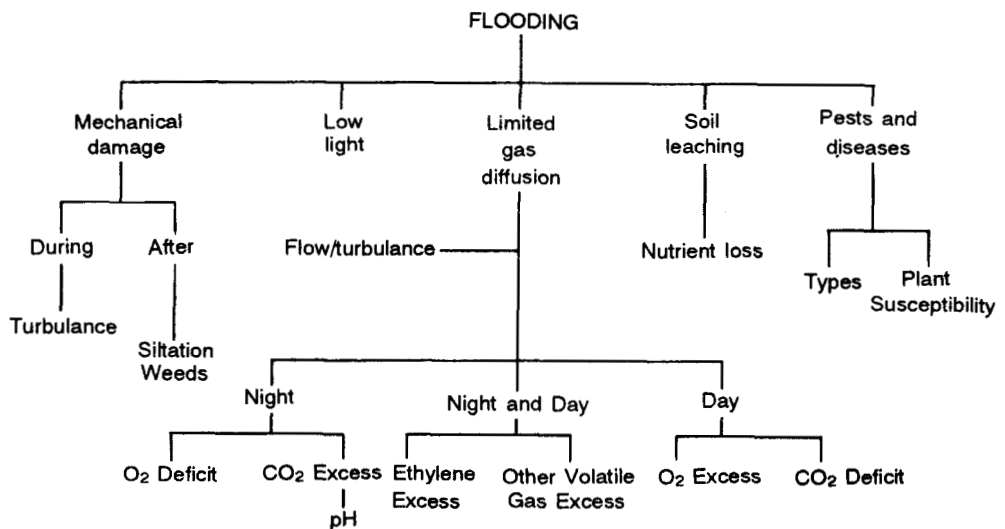 FLOODING
Mechanical
damage
Low
light
Limited
gas
diffusion
Soil
leaching
Pests and
diseases
During
After
Flow/turbulance
Nutrient loss
Types
Plant
Susceptibility
Turbulance
Siltation
Weeds
Night
Night and Day
Day
O₂ Deficit
CO₂ Excess
pH
Ethylene
Excess
Other Volatile
Gas Excess
O₂ Excess
CO₂ Deficit